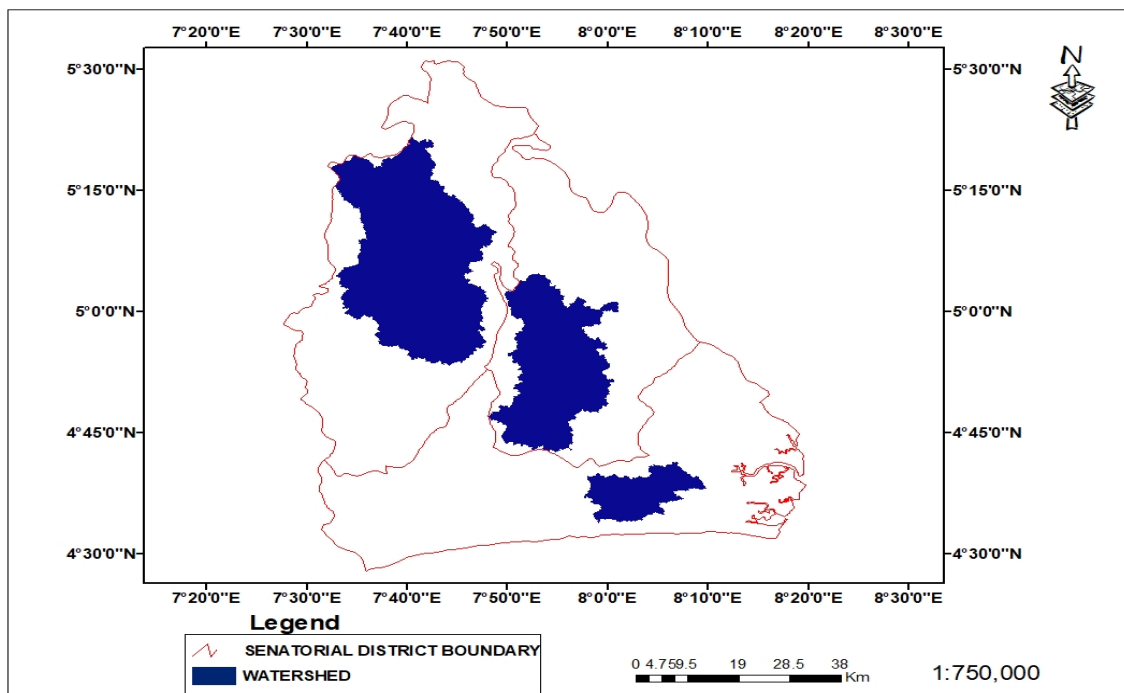 7°20'0"E 7°30'0"E 7°40'0"E 7°50'0"E 8°0'0"E 8°10'0"E 8°20'0"E 8°30'0"E
N
5°30'0"N 5°30'0"N
5°15'0"N 5°15'0"N
5°0'0"N 5°0'0"N
4°45'0"N 4°45'0"N
4°30'0"N 4°30'0"N
7°20'0"E 7°30'0"E 7°40'0"E 7°50'0"E 8°0'0"E 8°10'0"E 8°20'0"E 8°30'0"E
Legend
SENATORIAL DISTRICT BOUNDARY
WATERSHED
0 4.75 9.5 19 28.5 38
Km
1:750,000